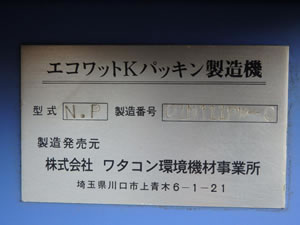 エコワットKパッキン製造機
型式 N.P 製造番号
製造発売元
株式会社 ワタコン環境機材事業所
埼玉県川口市上青木6-1-21